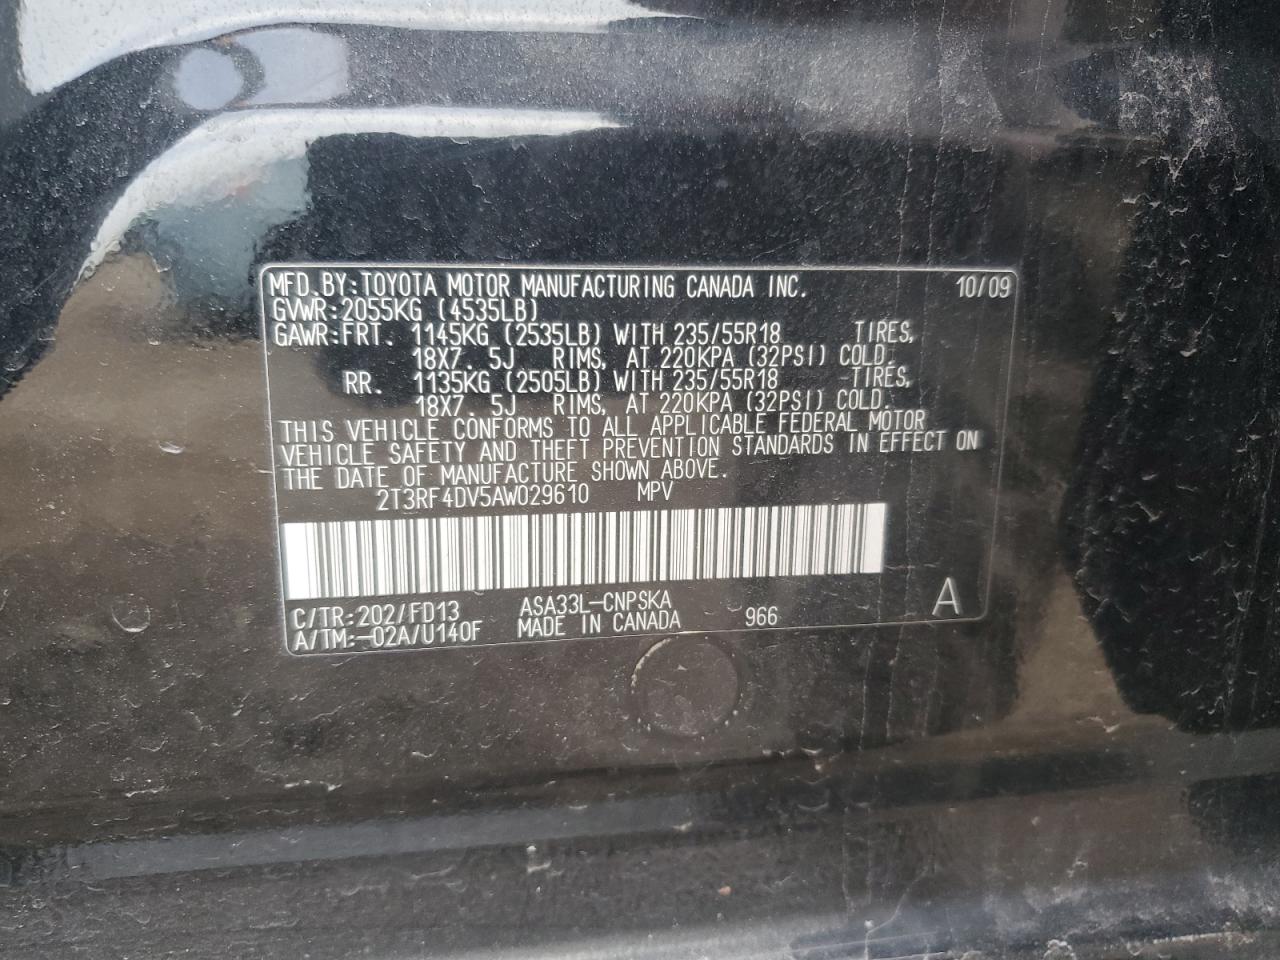 MFD.BY:TOYOTA MOTOR MANUFACTURING CANADA INC. 10/09
GVWR:2055KG (4535LB)
GAWR:FRT. 1145KG (2535LB) WITH 235/55R18 TIRES,
18X7.5J RIMS, AT 220KPA (32PSI) COLD.
RR. 1135KG (2505LB) WITH 235/55R18 TIRES,
18X7.5J RIMS, AT 220KPA (32PSI) COLD.
THIS VEHICLE CONFORMS TO ALL APPLICABLE FEDERAL MOTOR
VEHICLE SAFETY AND THEFT PREVENTION STANDARDS IN EFFECT ON
THE DATE OF MANUFACTURE SHOWN ABOVE.
2T3RF4DV5AW029610 MPV
C/TR:202/FD13 ASA33L-CNPSKA
A/TM:-02A/U140F MADE IN CANADA 966 A